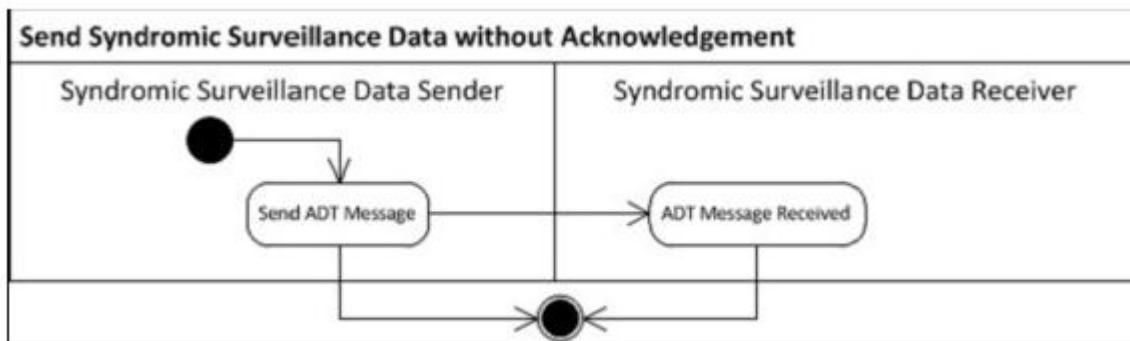 Send Syndromic Surveillance Data without Acknowledgement
Syndromic Surveillance Data Sender
Syndromic Surveillance Data Receiver
Send ADT Message
ADT Message Received